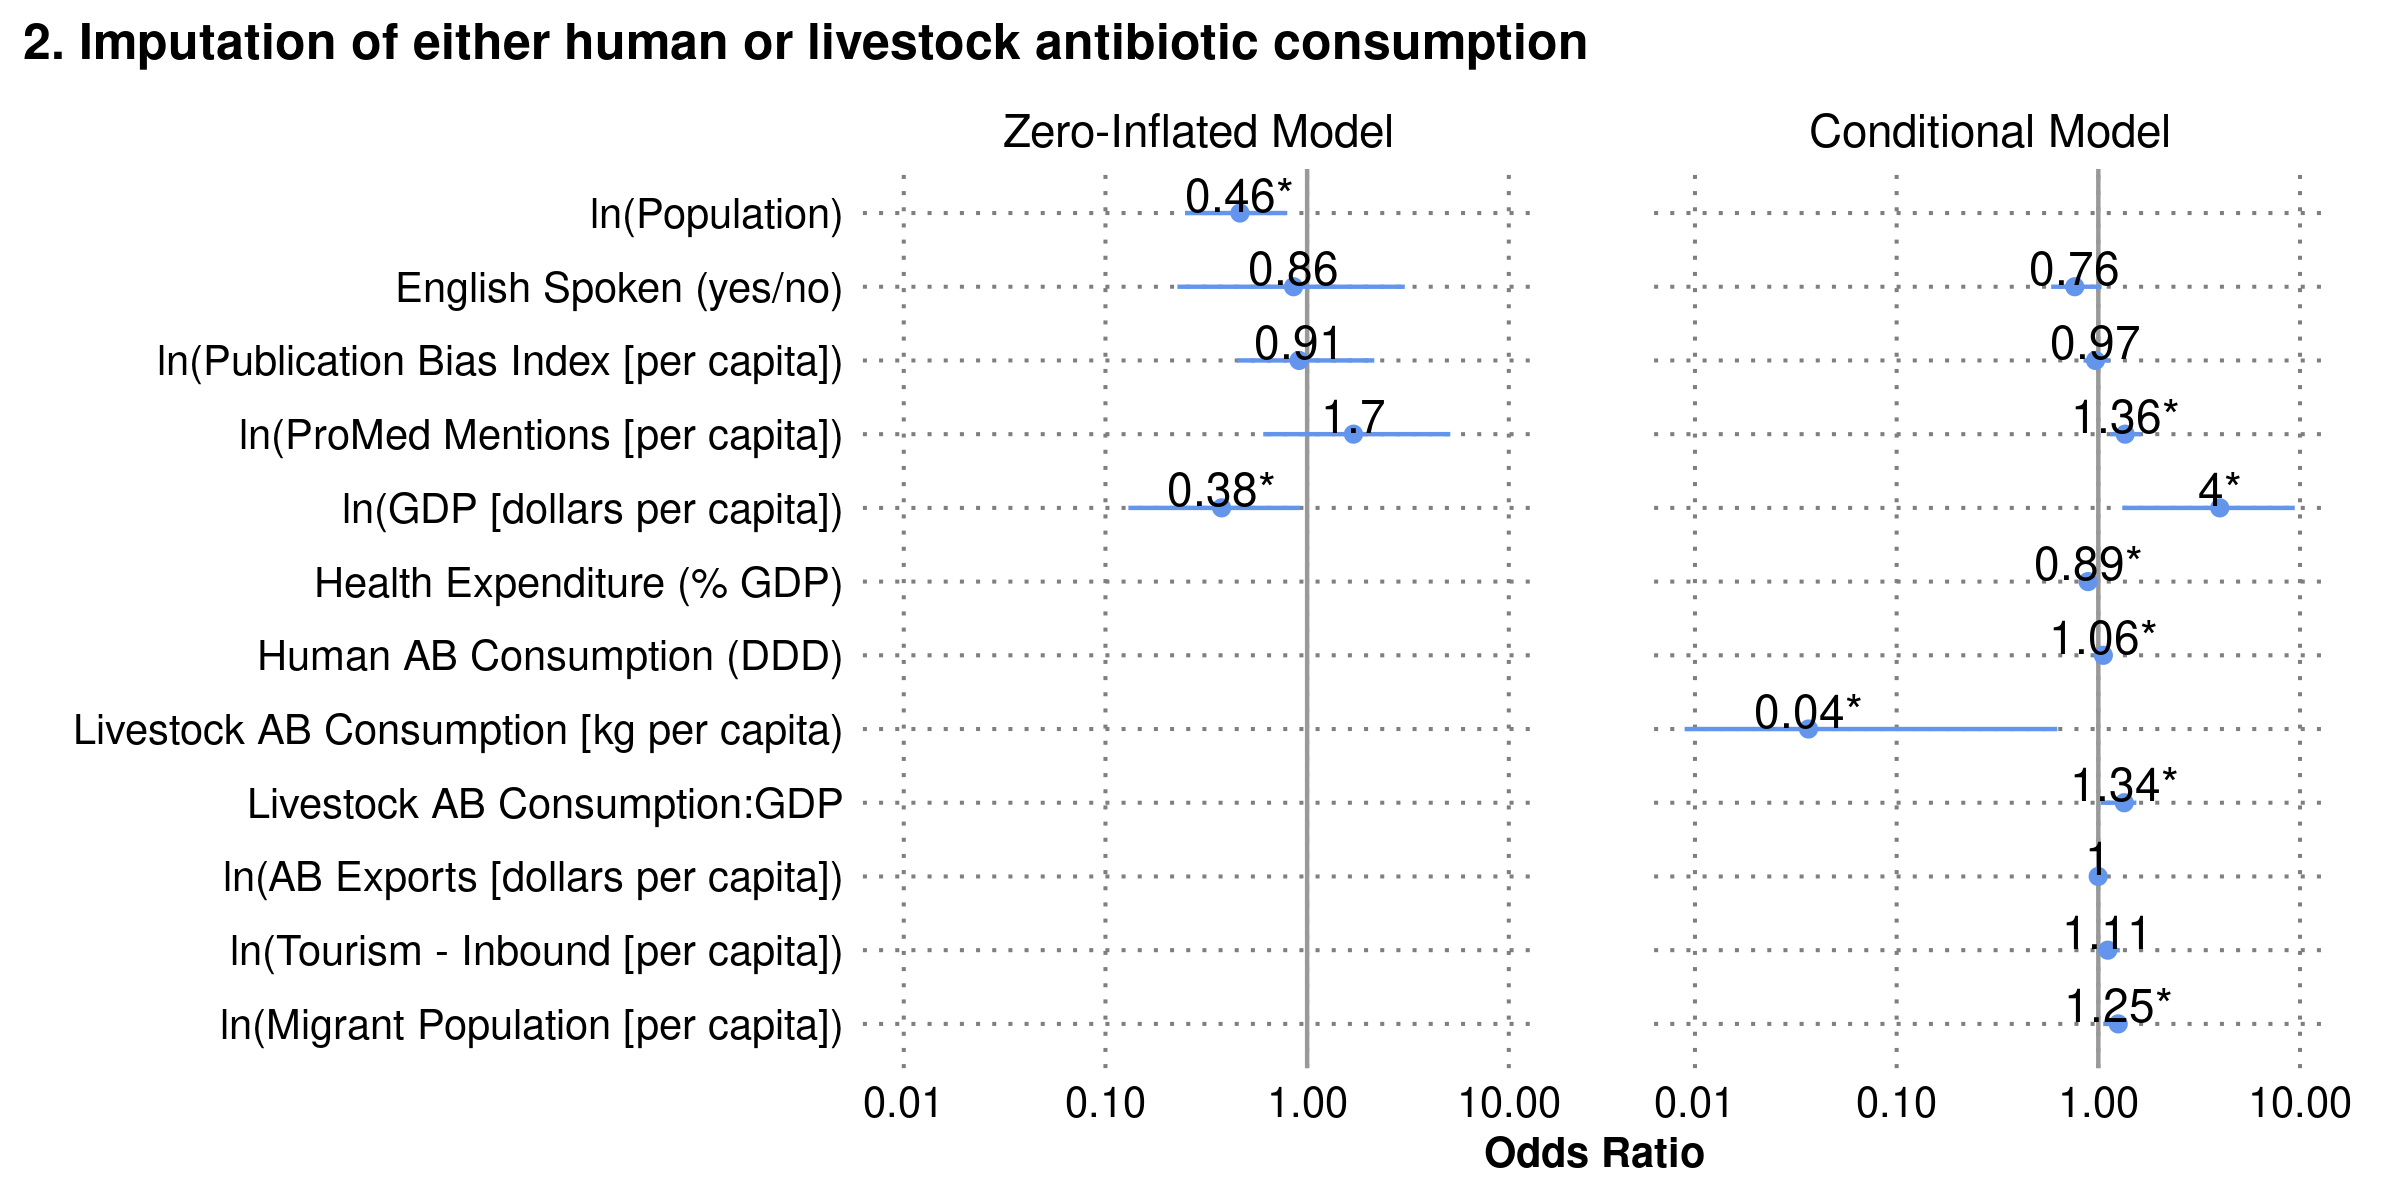 2. Imputation of either human or livestock antibiotic consumption
Zero-Inflated Model Conditional Model
ln(Population) 0.46*
English Spoken (yes/no) 0.86 0.76
ln(Publication Bias Index [per capita]) 0.91 0.97
ln(ProMed Mentions [per capita]) 1.7 1.36*
ln(GDP [dollars per capita]) 0.38* 4*
Health Expenditure (% GDP) 0.89*
Human AB Consumption (DDD) 1.06*
Livestock AB Consumption [kg per capita) 0.04*
Livestock AB Consumption:GDP 1.34*
ln(AB Exports [dollars per capita]) 1
ln(Tourism - Inbound [per capita]) 1.11
ln(Migrant Population [per capita]) 1.25*
0.01 0.10 1.00 10.00 0.01 0.10 1.00 10.00
Odds Ratio